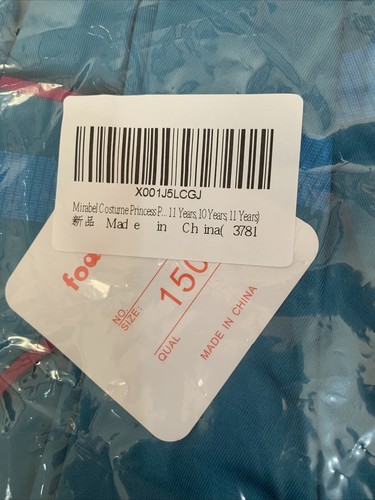 X001J5LCGJ
Mirabel Costume Princess P... 11 Years, 10 Years, 11 Years)
新品 Made in China( 3781
NO.
SIZE: 150
QUAL
MADE IN CHINA